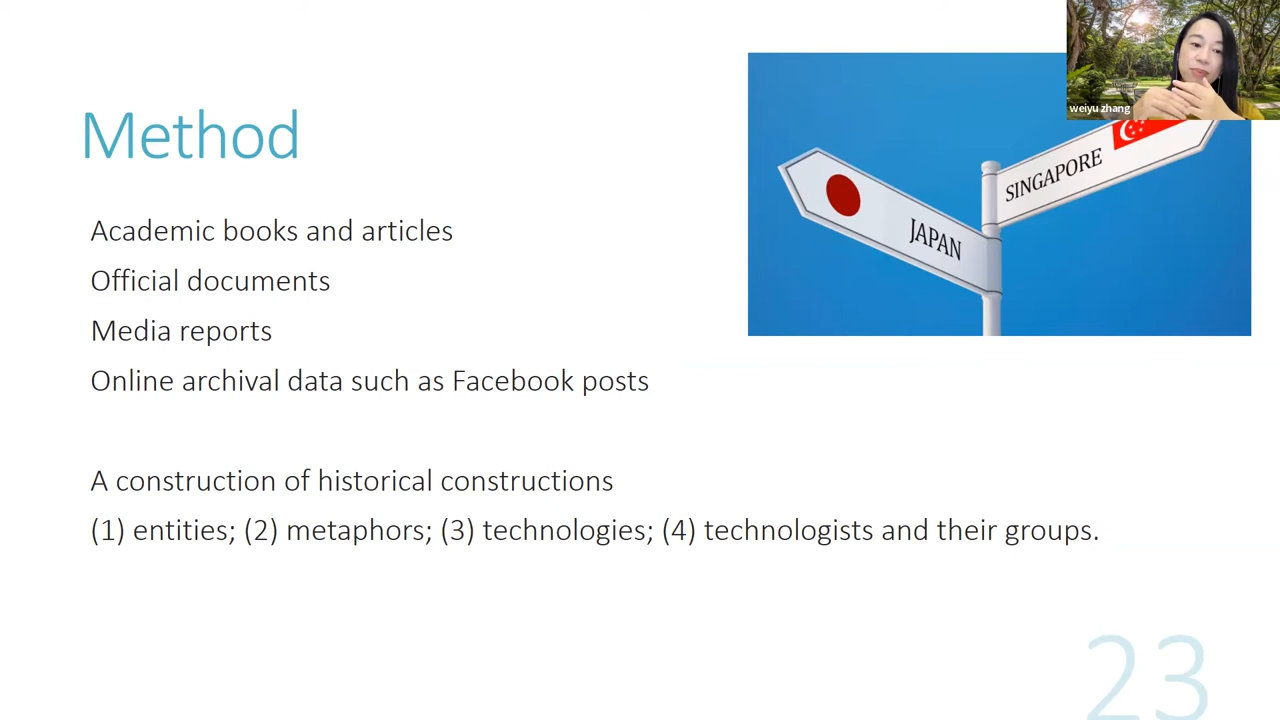 weiyu zhang
Method
JAPAN
SINGAPORE
Academic books and articles
Official documents
Media reports
Online archival data such as Facebook posts
A construction of historical constructions
(1) entities; (2) metaphors; (3) technologies; (4) technologists and their groups.
23